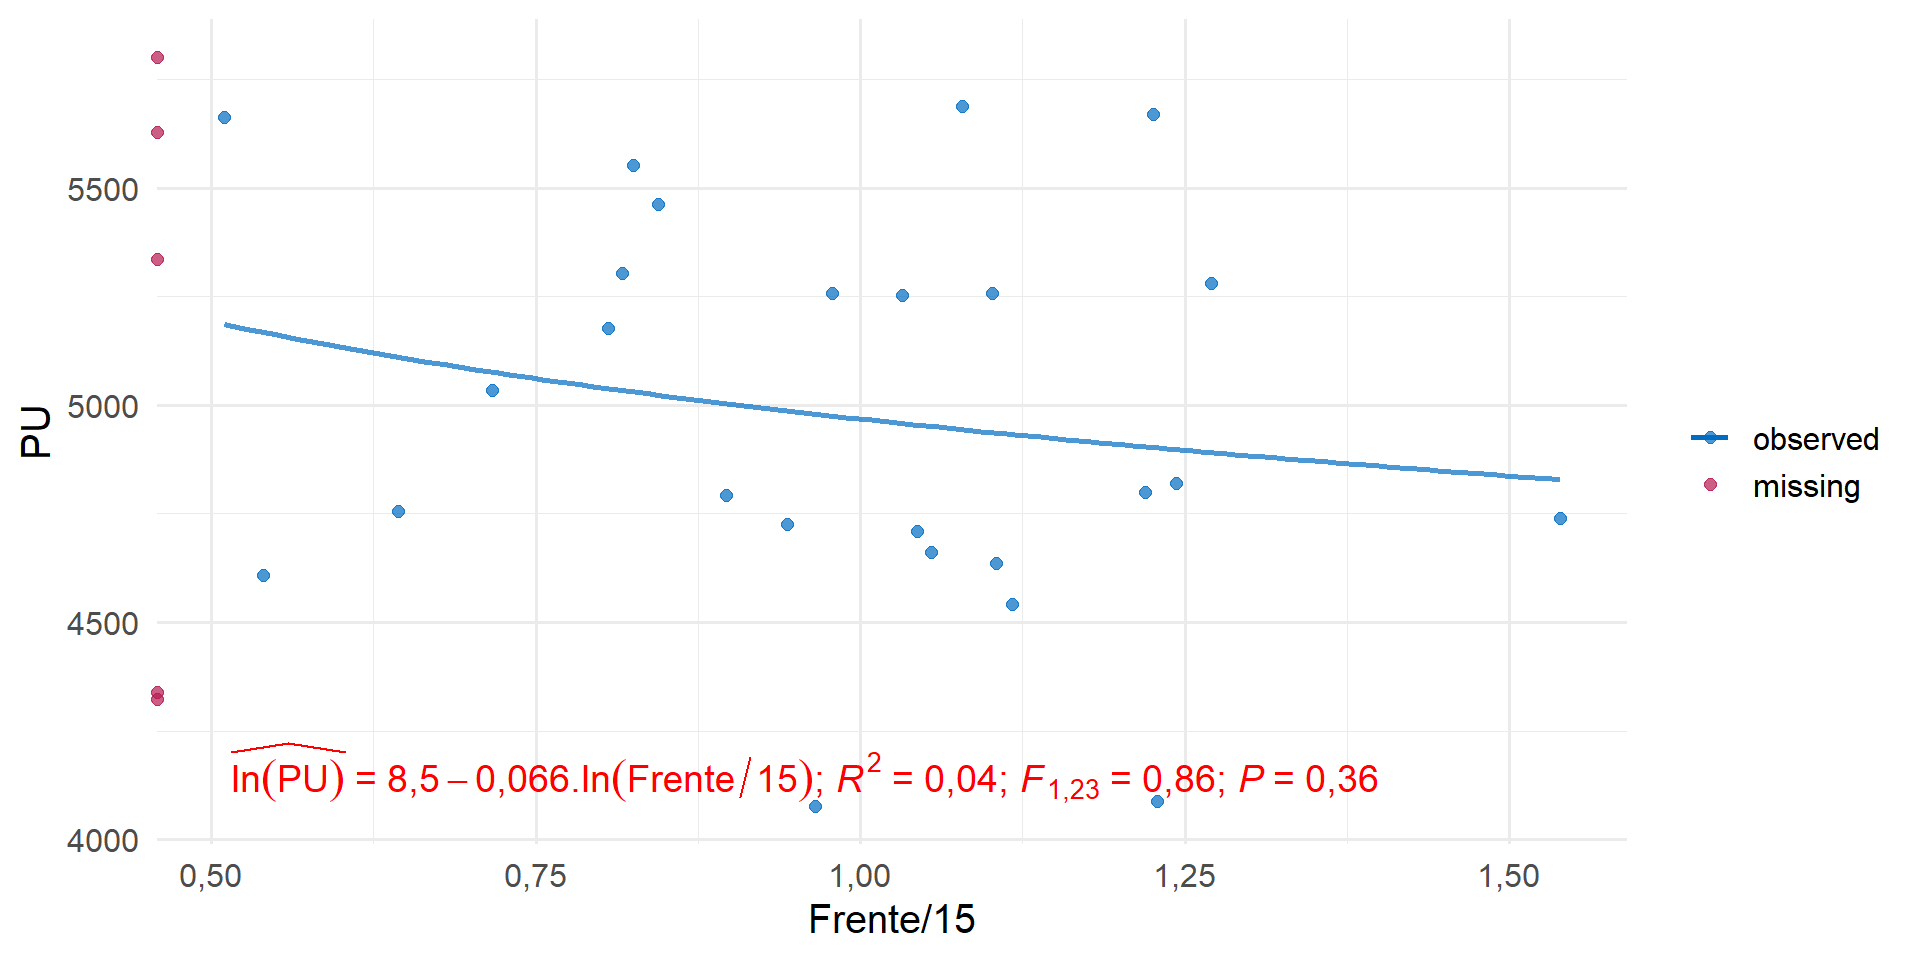 PU
5500
5000
4500
4000
ln(PU) = 8,5 – 0,066.ln(Frente/15); R² = 0,04; F1,23 = 0,86; P = 0,36
0,50 0,75 1,00 1,25 1,50
Frente/15
observed
missing